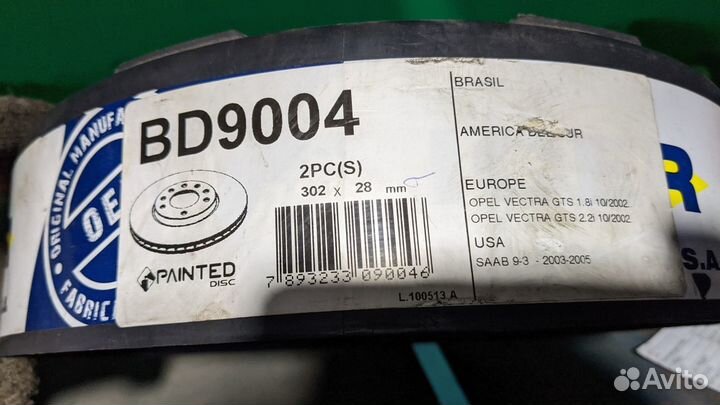 ORIGINAL MANUFA
OE
FABRIC
BD9004
2PC(S)
302 x 28 mm
PAINTED
DISC
7 893233 090046
L.100513.A
BRASIL
AMERICA DEL SUR
EUROPE
OPEL VECTRA GTS 1.8i 10/2002
OPEL VECTRA GTS 2.2i 10/2002
USA
SAAB 9-3 - 2003-2005
R
S.A
Avito